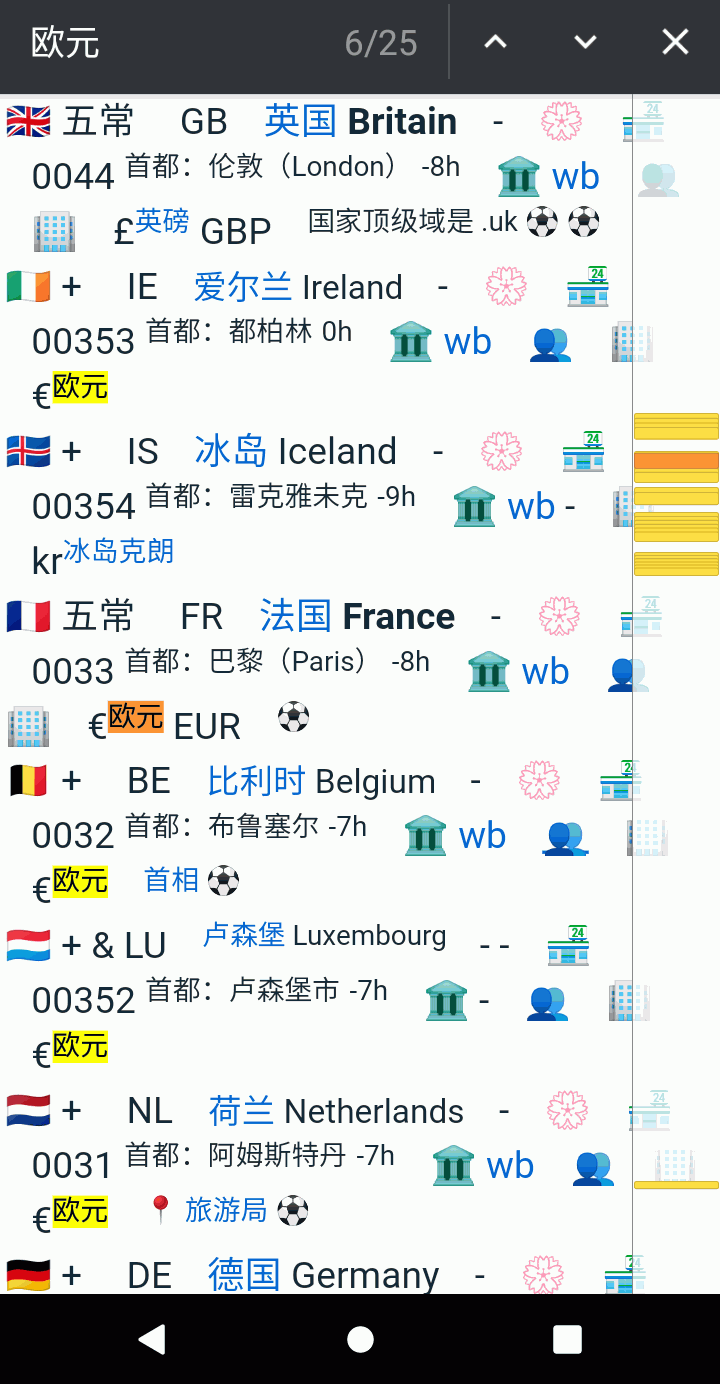 欧元 6/25
🇬🇧 五常 GB 英国 Britain - 💮 🏪
0044 首都：伦敦（London） -8h 🏛 wb 👥
🏢 £英镑 GBP 国家顶级域是 .uk ⚽ ⚽
🇮🇪 + IE 爱尔兰 Ireland - 💮 🏪
00353 首都：都柏林 0h 🏛 wb 👥 🏢
€欧元
🇮🇸 + IS 冰岛 Iceland - 💮 🏪
00354 首都：雷克雅未克 -9h 🏛 wb - 🏢
kr冰岛克朗
🇫🇷 五常 FR 法国 France - 💮 🏪
0033 首都：巴黎（Paris） -8h 🏛 wb 👥
🏢 €欧元 EUR ⚽
🇧🇪 + BE 比利时 Belgium - 💮 🏪
0032 首都：布鲁塞尔 -7h 🏛 wb 👥 🏢
€欧元 首相 ⚽
🇱🇺 + & LU 卢森堡 Luxembourg - - 🏪
00352 首都：卢森堡市 -7h 🏛 - 👥 🏢
€欧元
🇳🇱 + NL 荷兰 Netherlands - 💮 🏪
0031 首都：阿姆斯特丹 -7h 🏛 wb 👥 🏢
€欧元 📍 旅游局 ⚽
🇩🇪 + DE 德国 Germany - 💮 🏪